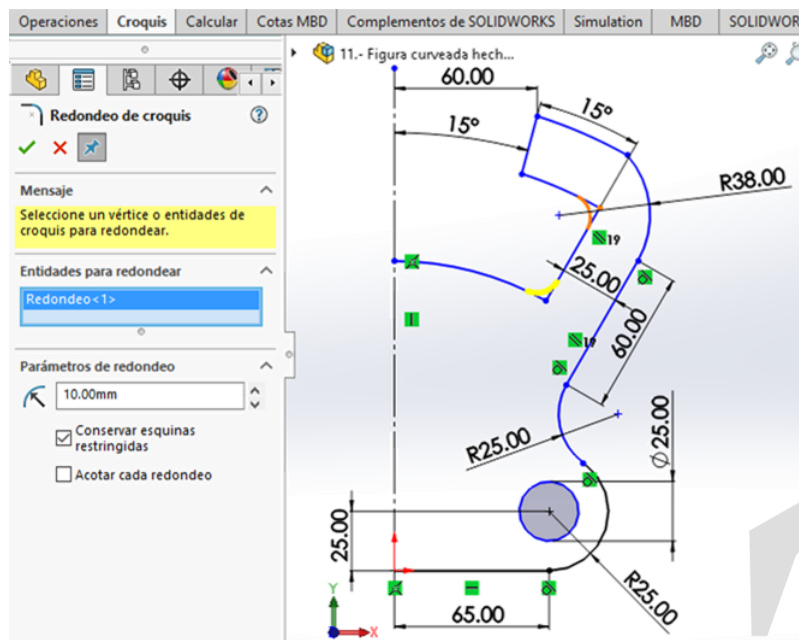 Operaciones Croquis Calcular Cotas MBD Complementos de SOLIDWORKS Simulation MBD SOLIDWOR
11.- Figura curveada hech...
Redondeo de croquis
Mensaje
Seleccione un vértice o entidades de
croquis para redondear.
Entidades para redondear
Redondeo<1>
Parámetros de redondeo
10.00mm
Conservar esquinas
restringidas
Acotar cada redondeo
60.00
15°
15°
R38.00
19
25.00
60.00
19
R25.00
Ø25.00
25.00
R25.00
65.00
Y
X